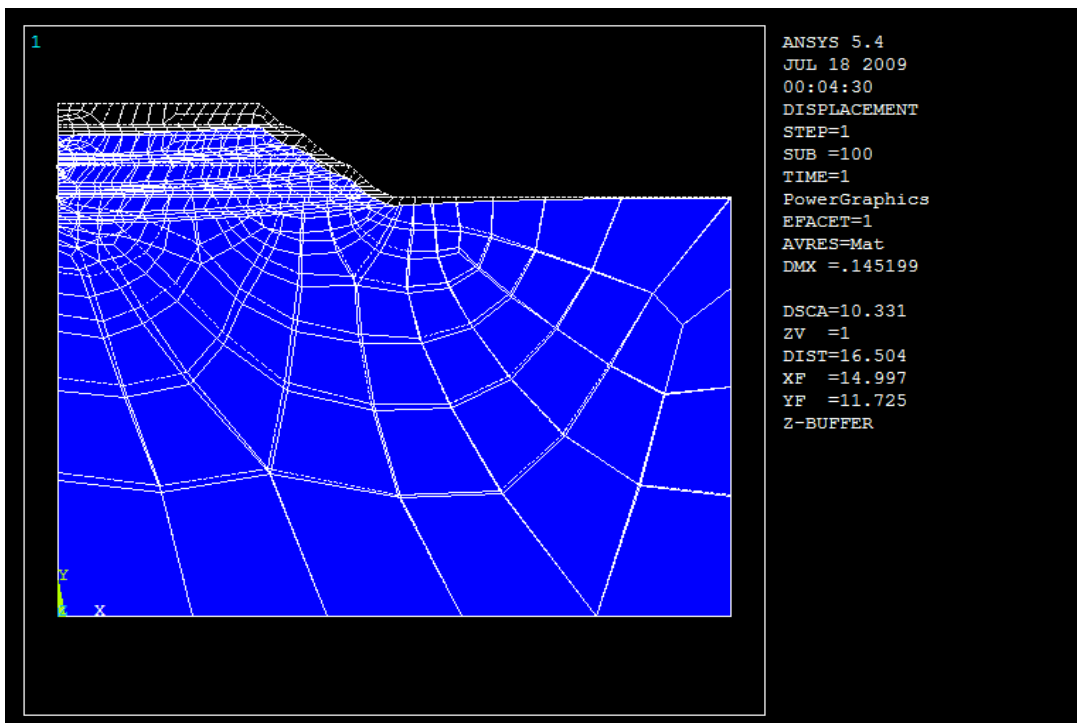 1
ANSYS 5.4
JUL 18 2009
00:04:30
DISPLACEMENT
STEP=1
SUB =100
TIME=1
PowerGraphics
EFACET=1
AVRES=Mat
DMX =.145199
DSCA=10.331
ZV  =1
DIST=16.504
XF  =14.997
YF  =11.725
Z-BUFFER
Y
X